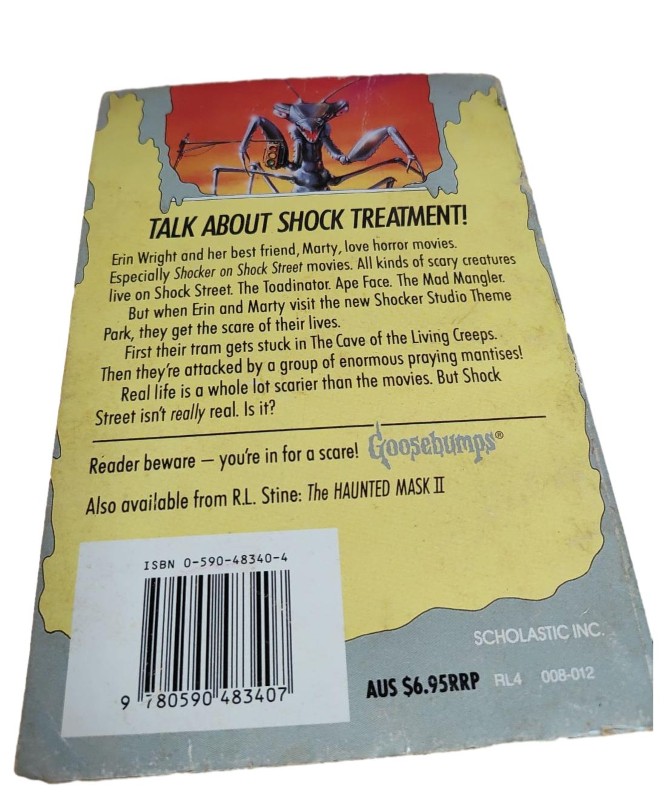 TALK ABOUT SHOCK TREATMENT!
Erin Wright and her best friend, Marty, love horror movies.
Especially Shocker on Shock Street movies. All kinds of scary creatures
live on Shock Street. The Toadinator. Ape Face. The Mad Mangler.
But when Erin and Marty visit the new Shocker Studio Theme
Park, they get the scare of their lives.
First their tram gets stuck in The Cave of the Living Creeps.
Then they're attacked by a group of enormous praying mantises!
Real life is a whole lot scarier than the movies. But Shock
Street isn't really real. Is it?
Reader beware — you're in for a scare! Goosebumps®
Also available from R.L. Stine: The HAUNTED MASK II
ISBN 0-590-48340-4
9 780590 483407
SCHOLASTIC INC.
AUS $6.95RRP RL4 008-012